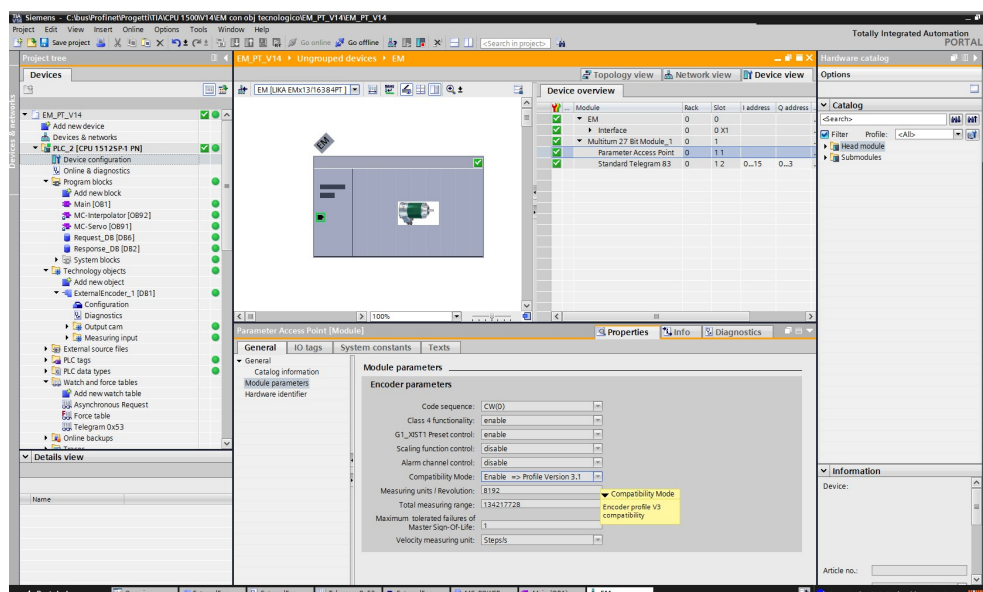 Siemens - C:\bus\Profinet\Progetti\TIA\CPU 1500\V14\EM con obj tecnologico\EM_PT_V14\EM_PT_V14
Project Edit View Insert Online Options Tools Window Help
Save project Go online Go offline <Search in project>
Totally Integrated Automation
PORTAL
Project tree
EM_PT_V14 Ungrouped devices EM
Hardware catalog
Devices
Topology view Network view Device view
Options
EM [LIKA EMx13/16384PT ]
Device overview
Module Rack Slot I address Q address
EM 0 0
Interface 0 0 X1
Multiturn 27 Bit Module_1 0 1
Parameter Access Point 0 1 1
Standard Telegram 83 0 1 2 0...15 0...3
EM
100%
Devices & networks
EM_PT_V14
Add new device
Devices & networks
PLC_2 [CPU 1512SP-1 PN]
Device configuration
Online & diagnostics
Program blocks
Add new block
Main [OB1]
MC-Interpolator [OB92]
MC-Servo [OB91]
Request_DB [DB6]
Response_DB [DB2]
System blocks
Technology objects
Add new object
ExternalEncoder_1 [DB1]
Configuration
Diagnostics
Output cam
Measuring input
External source files
PLC tags
PLC data types
Watch and force tables
Add new watch table
Asynchronous Request
Force table
Telegram 0x53
Online backups
Traces
Details view
Name
Parameter Access Point [Module]
Properties Info Diagnostics
General IO tags System constants Texts
General
Catalog information
Module parameters
Hardware identifier
Module parameters
Encoder parameters
Code sequence: CW(0)
Class 4 functionality: enable
G1_XIST1 Preset control: enable
Scaling function control: disable
Alarm channel control: disable
Compatibility Mode: Enable => Profile Version 3.1
Measuring units / Revolution: 8192
Total measuring range: 134217728
Maximum tolerated failures of
Master Sign-Of-Life: 1
Velocity measuring unit: Steps/s
Compatibility Mode
Encoder profile V3
compatibility
Catalog
<Search>
Filter Profile: <All>
Head module
Submodules
Information
Device:
Article no.: